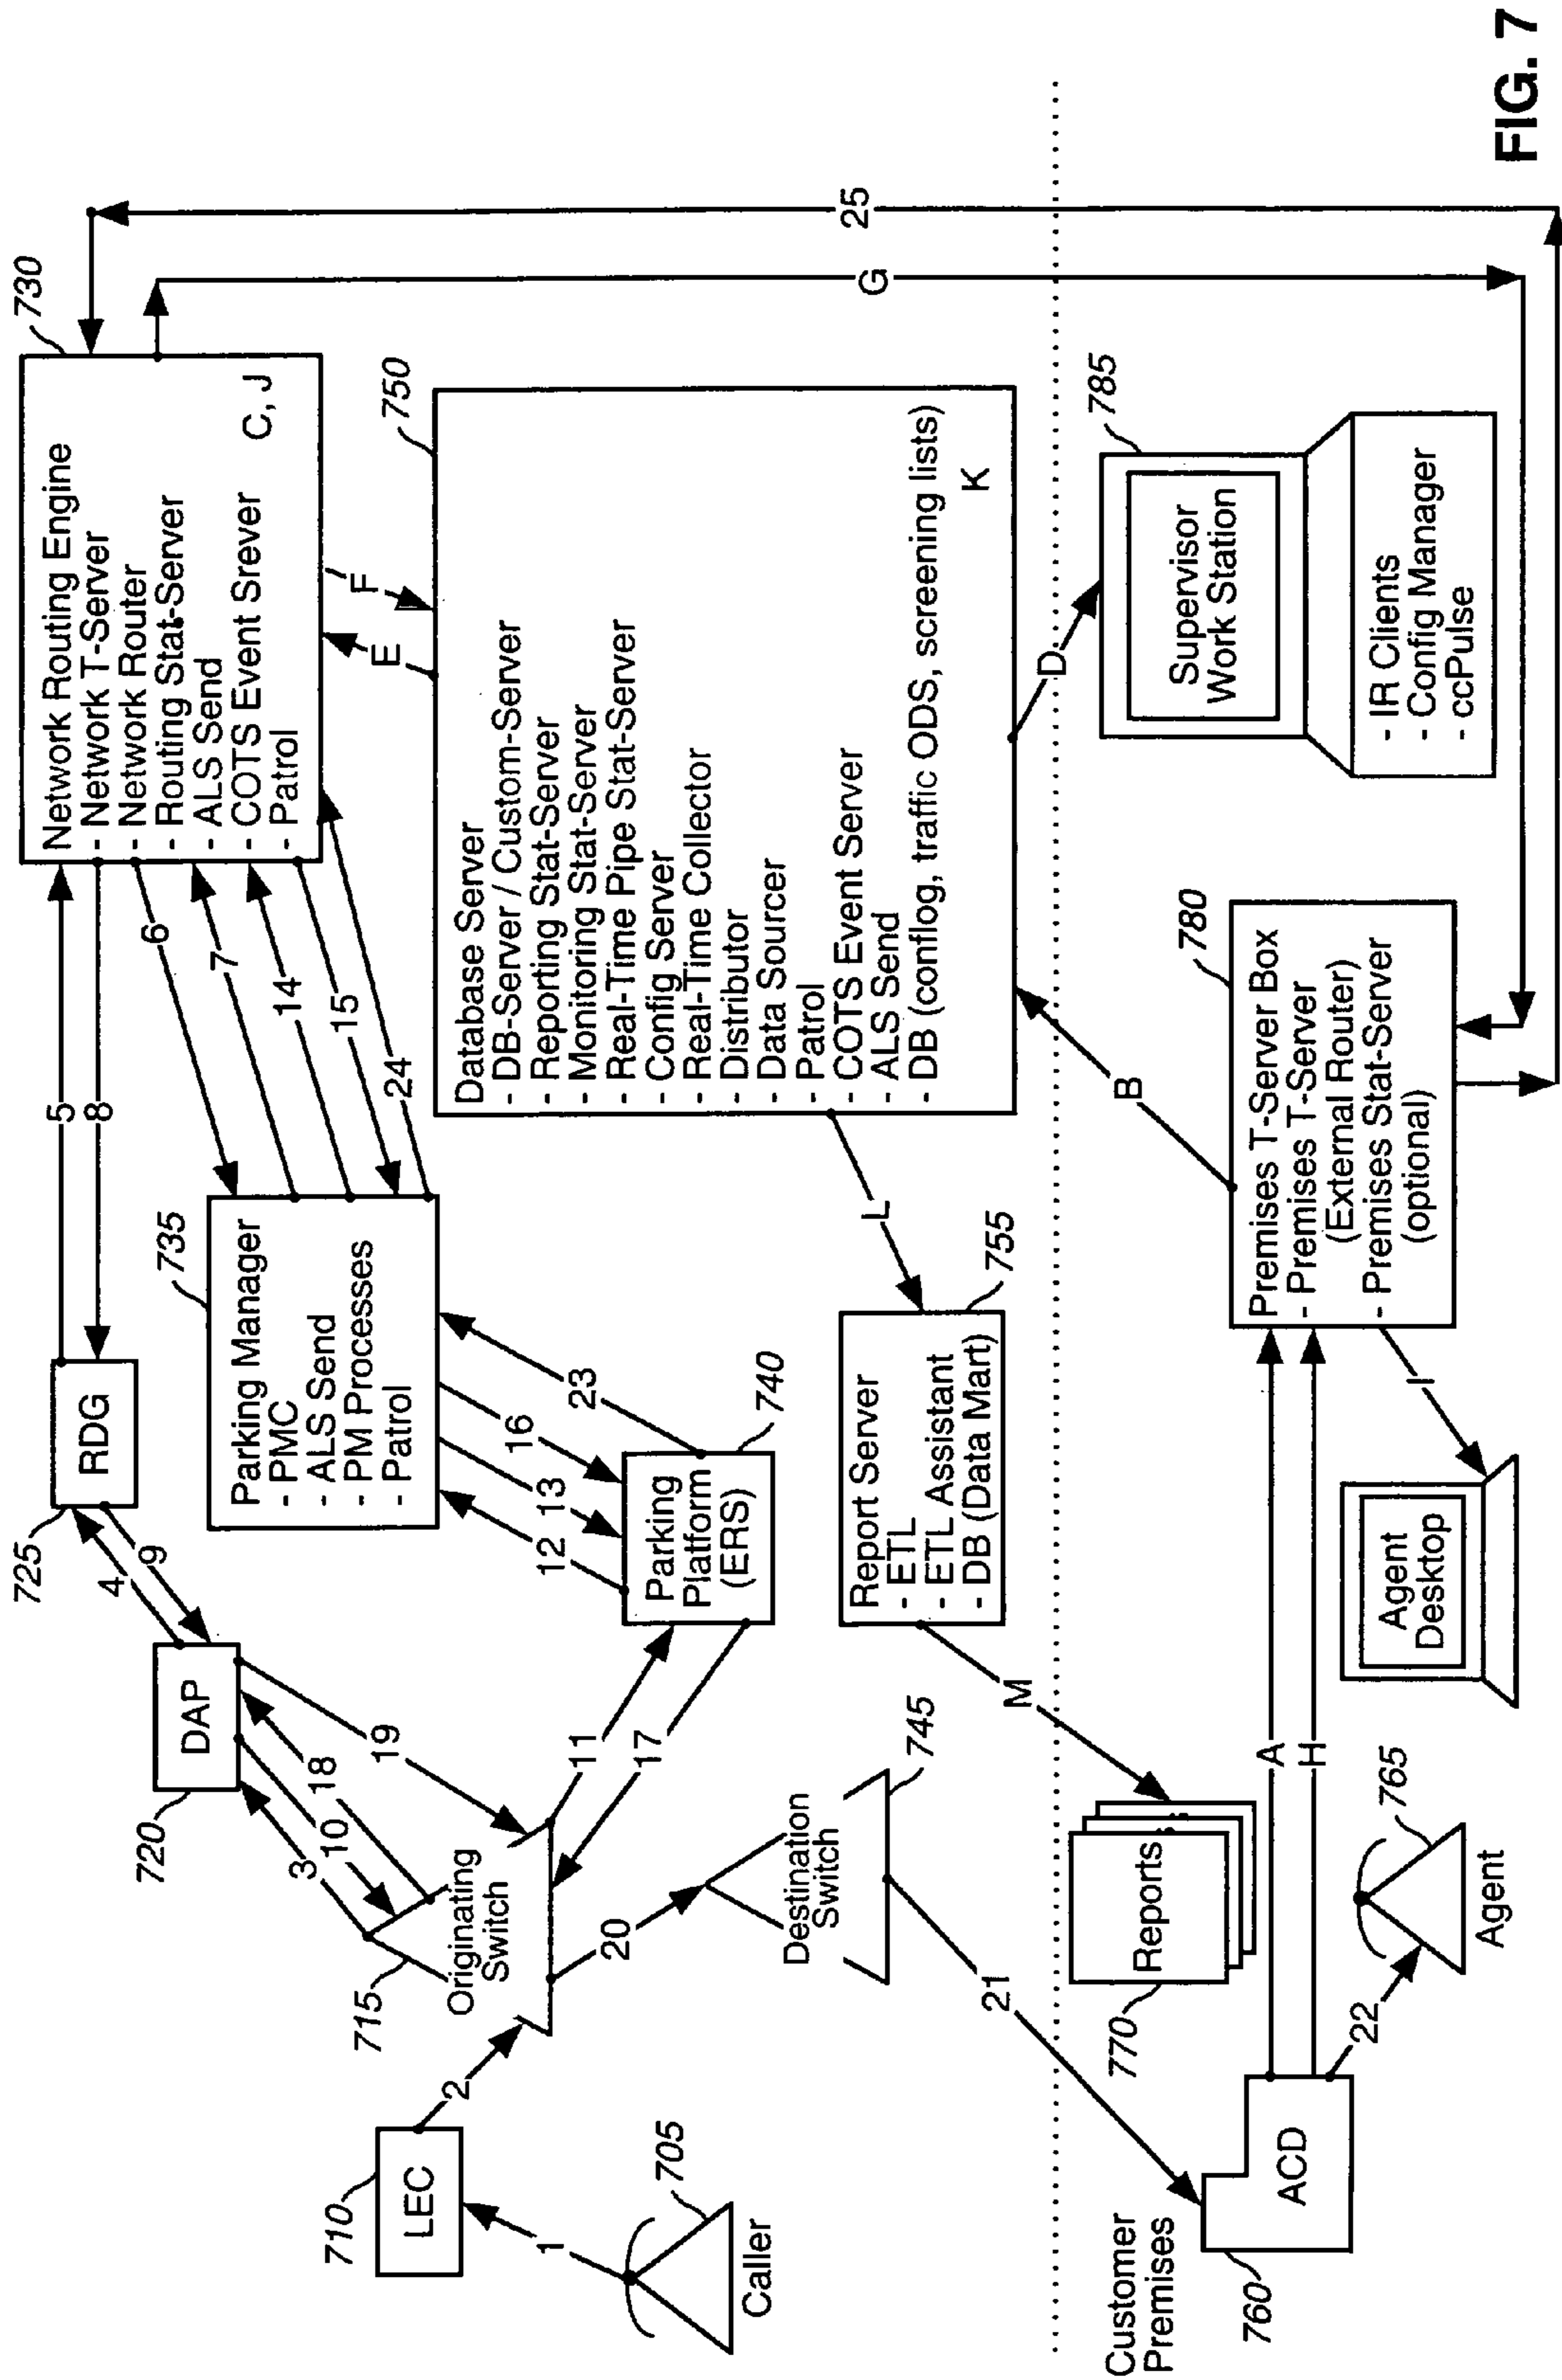 730
Network Routing Engine
- Network T-Server
- Network Router
- Routing Stat-Server
- ALS Send
- COTS Event Srever
- Patrol
C, J
725
RDG
5
8
4
9
6
7
14
15
24
720
DAP
735
Parking Manager
- PMC
- ALS Send
- PM Processes
- Patrol
3
10
18
19
12
13
16
23
E
F
25
G
710
LEC
2
1
715
Originating
Switch
11
17
740
Parking
Platform
(ERS)
750
Database Server
- DB-Server / Custom-Server
- Reporting Stat-Server
- Monitoring Stat-Server
- Real-Time Pipe Stat-Server
- Config Server
- Real-Time Collector
- Distributor
- Data Sourcer
- Patrol
- COTS Event Server
- ALS Send
- DB (conflog, traffic ODS, screening lists)
K
705
Caller
20
745
Destination
Switch
21
L
755
Report Server
- ETL
- ETL Assistant
- DB (Data Mart)
M
B
D
Customer
Premises
770
Reports
760
ACD
A
H
22
765
Agent
I
Agent
Desktop
780
Premises T-Server Box
- Premises T-Server
(External Router)
- Premises Stat-Server
(optional)
785
Supervisor
Work Station
- IR Clients
- Config Manager
- ccPulse
FIG. 7